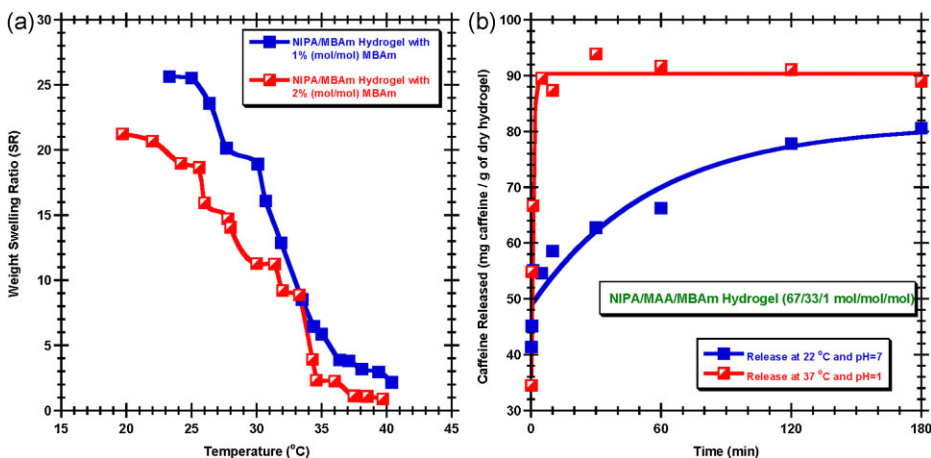 (a)
NIPA/MBAm Hydrogel with
1% (mol/mol) MBAm
NIPA/MBAm Hydrogel with
2% (mol/mol) MBAm
Weight Swelling Ratio (SR)
30
25
20
15
10
5
0
15 20 25 30 35 40 45
Temperature (°C)
(b)
Caffeine Released (mg caffeine / g of dry hydrogel)
100
90
80
70
60
50
40
30
NIPA/MAA/MBAm Hydrogel (67/33/1 mol/mol/mol)
Release at 22 °C and pH=7
Release at 37 °C and pH=1
0 60 120 180
Time (min)